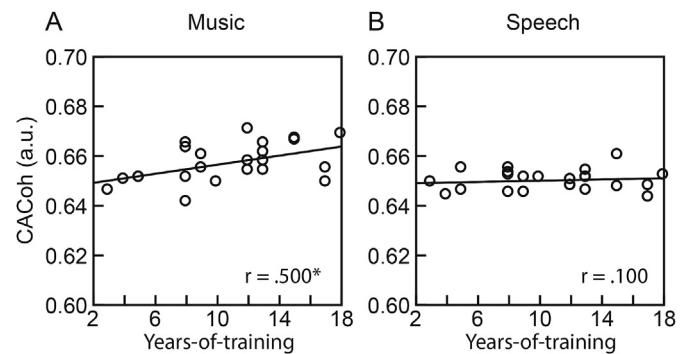 A Music
B Speech
CACoh (a.u.)
0.70
0.68
0.66
0.64
0.62
0.60
r = .500*
2 6 10 14 18
Years-of-training
0.70
0.68
0.66
0.64
0.62
0.60
r = .100
2 6 10 14 18
Years-of-training